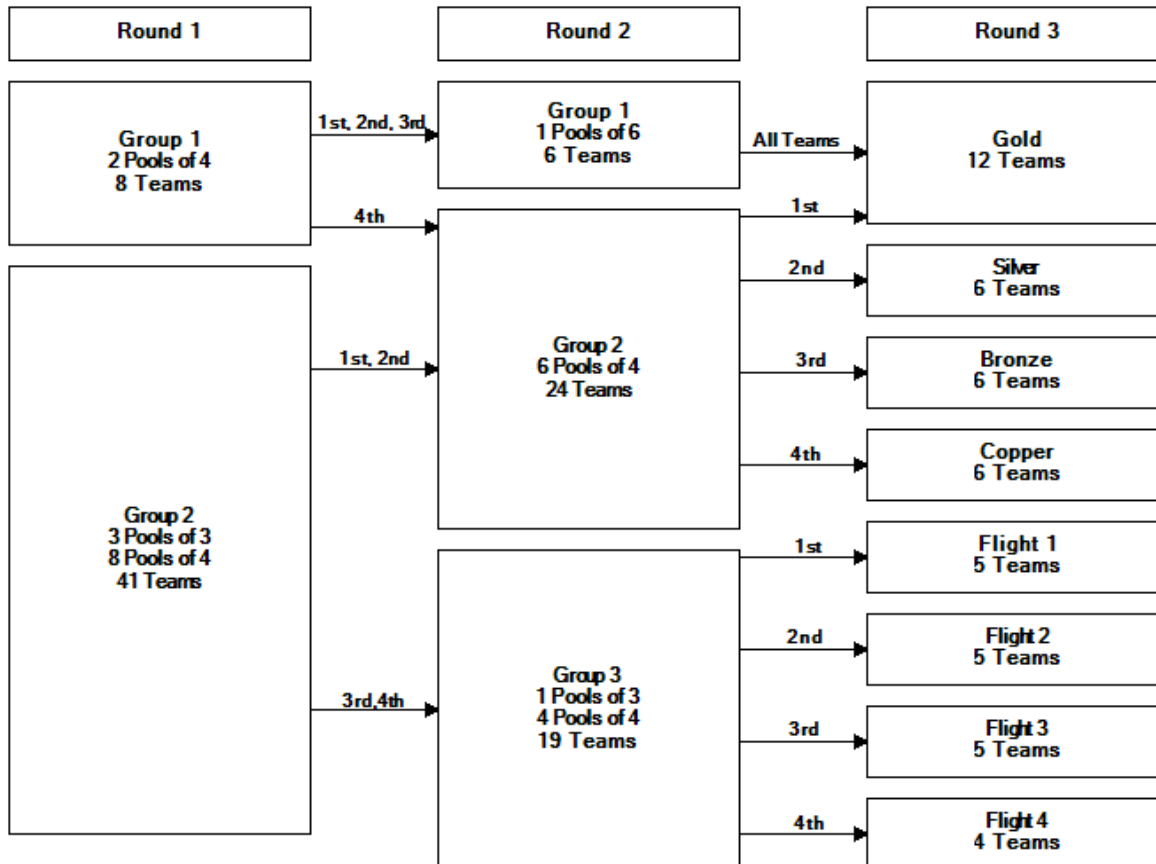 Round 1
Round 2
Round 3
Group 1
2 Pools of 4
8 Teams
1st, 2nd, 3rd
4th
Group 1
1 Pools of 6
6 Teams
All Teams
Gold
12 Teams
Group 2
3 Pools of 3
8 Pools of 4
41 Teams
1st, 2nd
3rd,4th
Group 2
6 Pools of 4
24 Teams
1st
2nd
3rd
4th
Silver
6 Teams
Bronze
6 Teams
Copper
6 Teams
Group 3
1 Pools of 3
4 Pools of 4
19 Teams
1st
2nd
3rd
4th
Flight 1
5 Teams
Flight 2
5 Teams
Flight 3
5 Teams
Flight 4
4 Teams